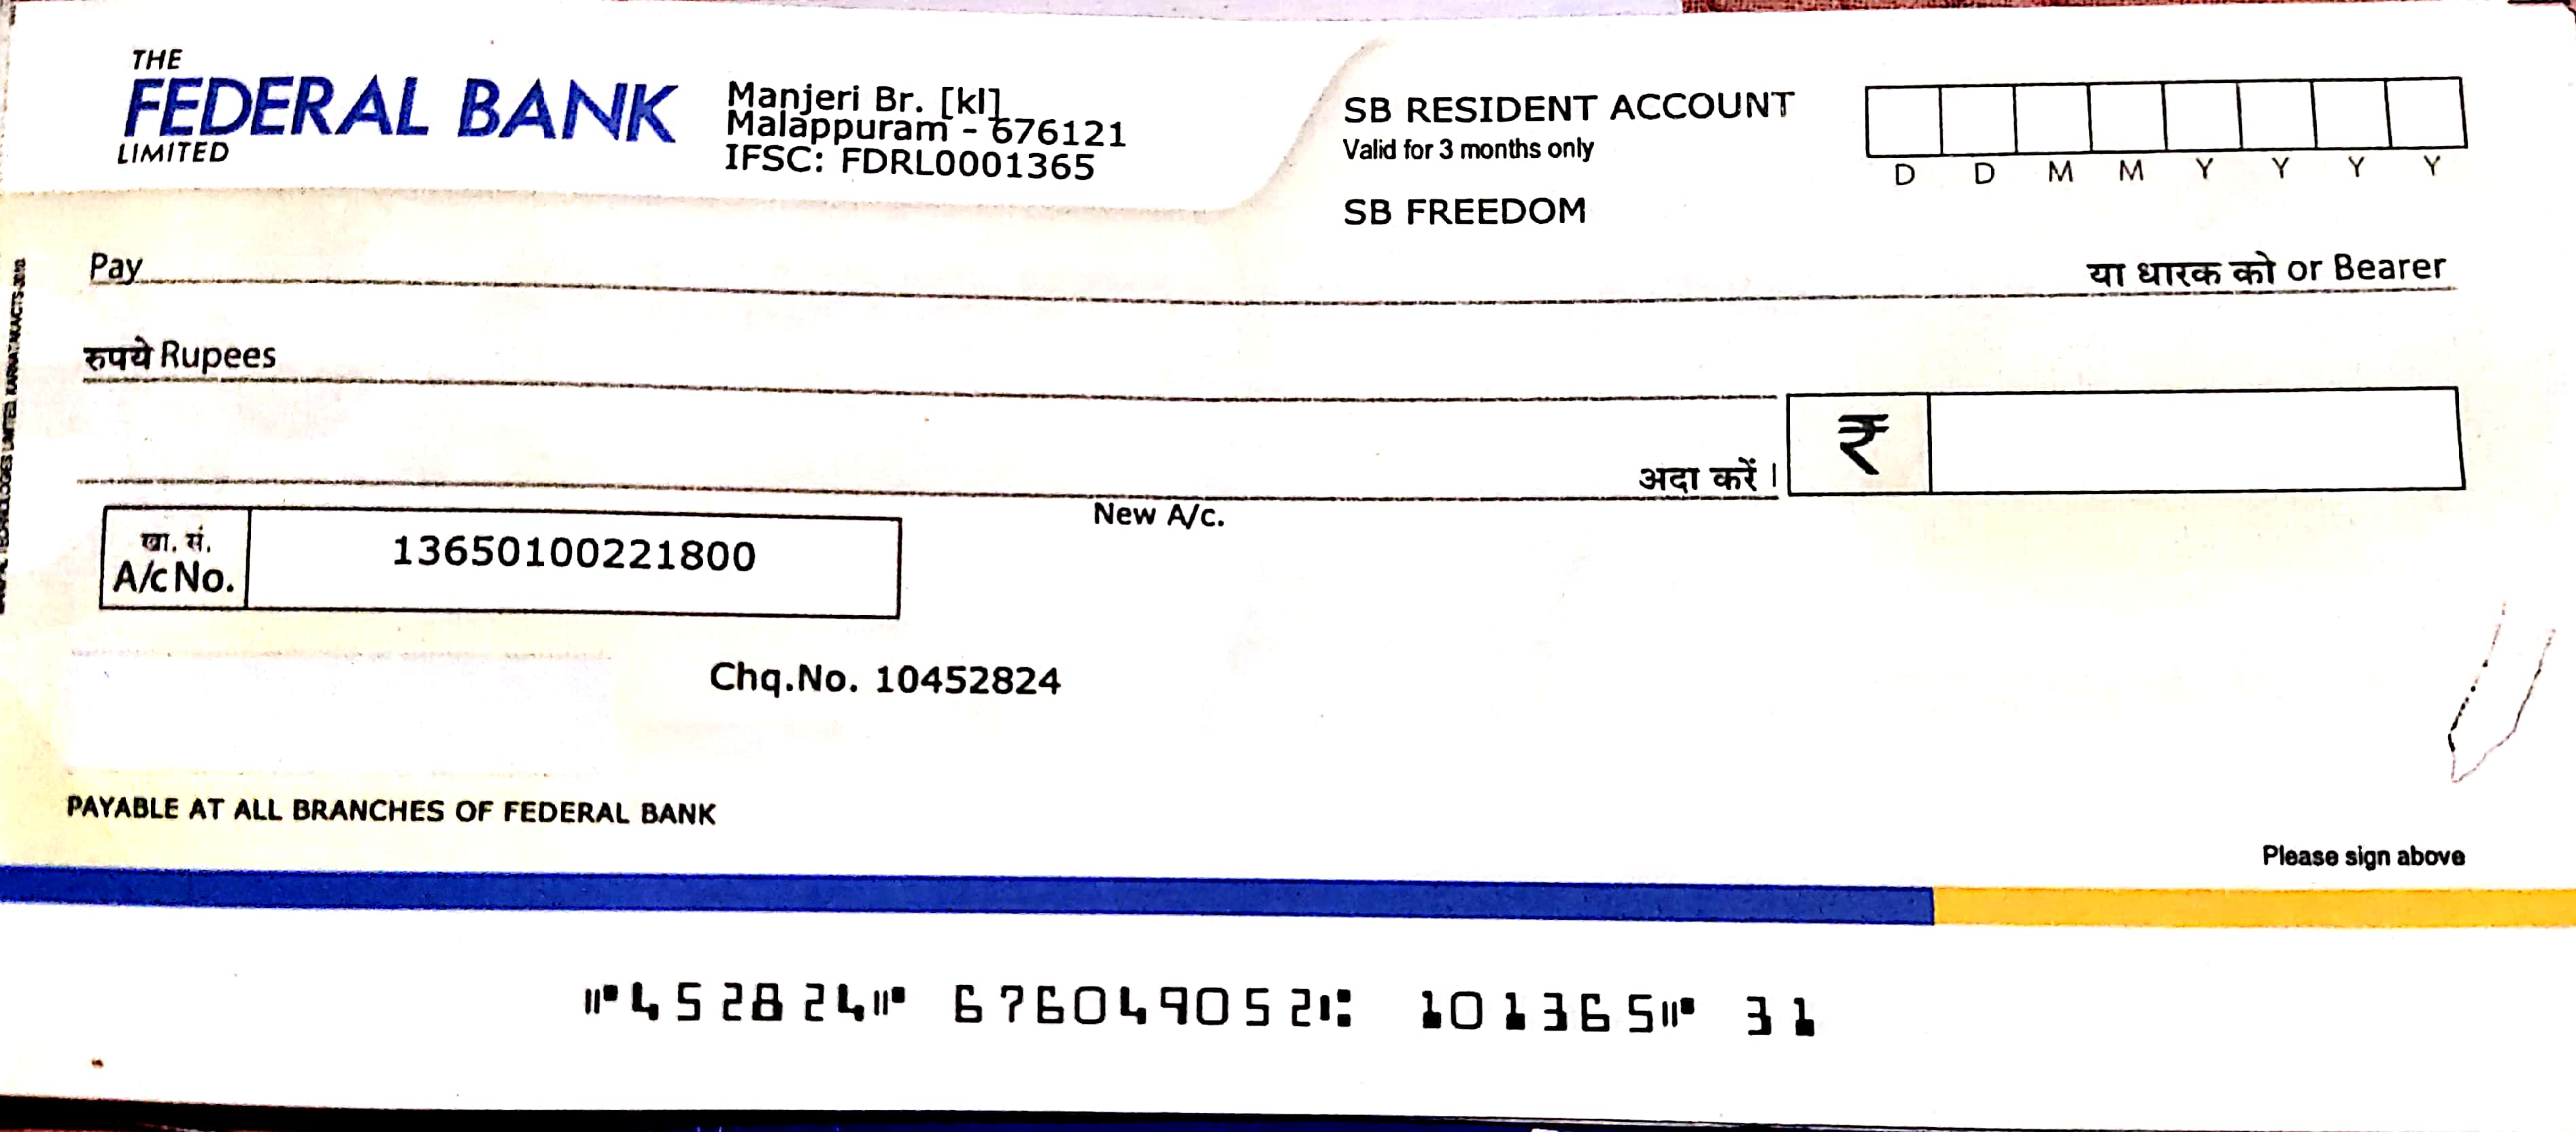 THE
FEDERAL BANK
LIMITED
Manjeri Br. [kl]
Malappuram - 676121
IFSC: FDRL0001365
SB RESIDENT ACCOUNT
Valid for 3 months only
SB FREEDOM
D D M M Y Y Y Y
Pay
या धारक को or Bearer
रुपये Rupees
अदा करें।
₹
खा. सं.
A/c No.
13650100221800
New A/c.
Chq.No. 10452824
PAYABLE AT ALL BRANCHES OF FEDERAL BANK
Please sign above
⑈452824⑈ 676049052⑆ 101365⑈ 31